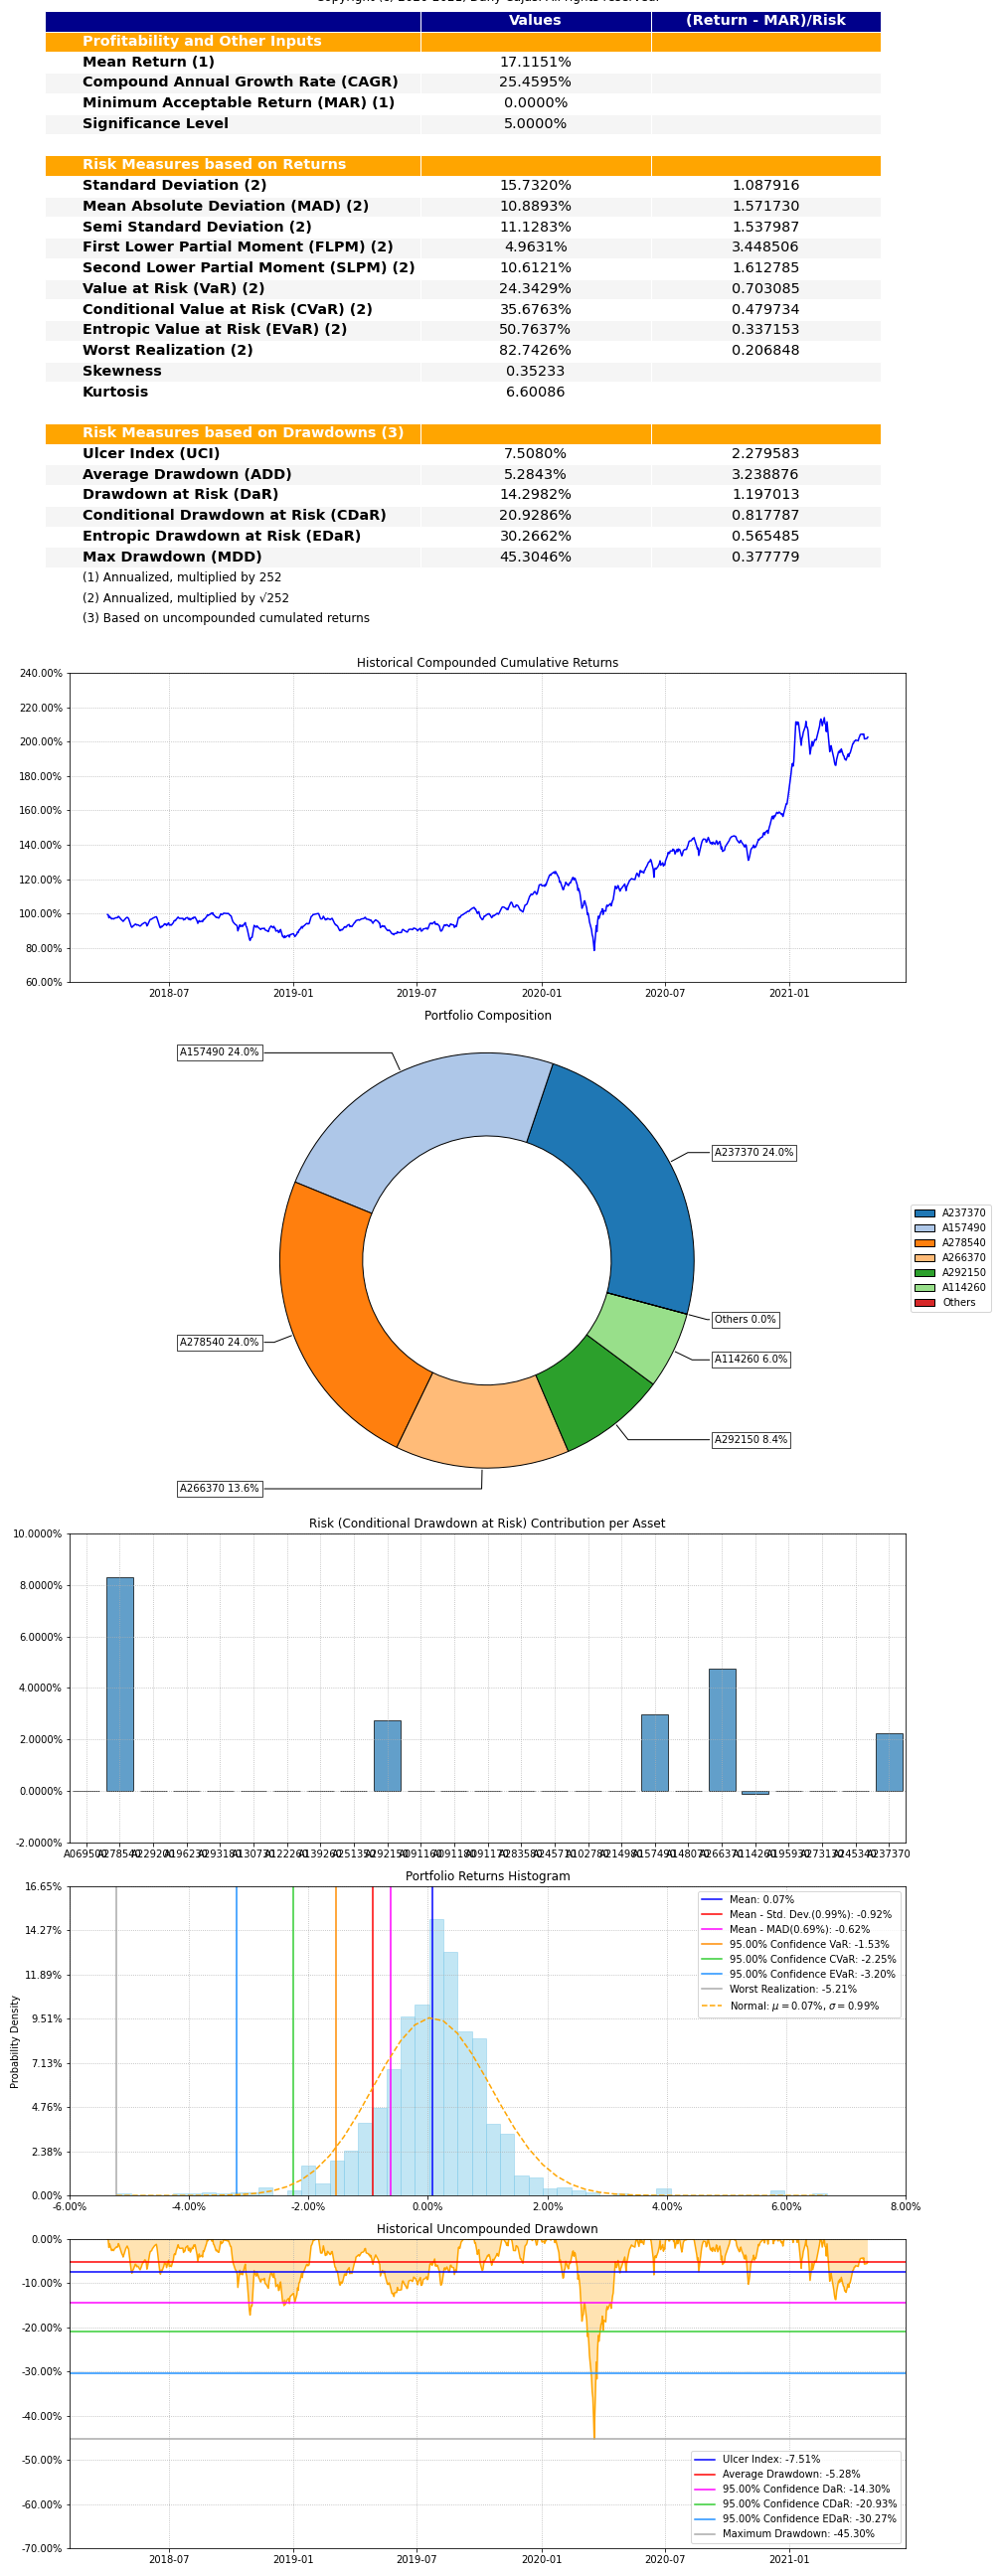 Values (Return - MAR)/Risk
Profitability and Other Inputs
Mean Return (1) 17.1151%
Compound Annual Growth Rate (CAGR) 25.4595%
Minimum Acceptable Return (MAR) (1) 0.0000%
Significance Level 5.0000%
Risk Measures based on Returns
Standard Deviation (2) 15.7320% 1.087916
Mean Absolute Deviation (MAD) (2) 10.8893% 1.571730
Semi Standard Deviation (2) 11.1283% 1.537987
First Lower Partial Moment (FLPM) (2) 4.9631% 3.448506
Second Lower Partial Moment (SLPM) (2) 10.6121% 1.612785
Value at Risk (VaR) (2) 24.3429% 0.703085
Conditional Value at Risk (CVaR) (2) 35.6763% 0.479734
Entropic Value at Risk (EVaR) (2) 50.7637% 0.337153
Worst Realization (2) 82.7426% 0.206848
Skewness 0.35233
Kurtosis 6.60086
Risk Measures based on Drawdowns (3)
Ulcer Index (UCI) 7.5080% 2.279583
Average Drawdown (ADD) 5.2843% 3.238876
Drawdown at Risk (DaR) 14.2982% 1.197013
Conditional Drawdown at Risk (CDaR) 20.9286% 0.817787
Entropic Drawdown at Risk (EDaR) 30.2662% 0.565485
Max Drawdown (MDD) 45.3046% 0.377779
(1) Annualized, multiplied by 252
(2) Annualized, multiplied by √252
(3) Based on uncompounded cumulated returns
Historical Compounded Cumulative Returns
240.00%
220.00%
200.00%
180.00%
160.00%
140.00%
120.00%
100.00%
80.00%
60.00%
2018-07 2019-01 2019-07 2020-01 2020-07 2021-01
Portfolio Composition
A157490 24.0%
A237370 24.0%
A278540 24.0%
Others 0.0%
A114260 6.0%
A292150 8.4%
A266370 13.6%
A237370
A157490
A278540
A266370
A292150
A114260
Others
Risk (Conditional Drawdown at Risk) Contribution per Asset
10.0000%
8.0000%
6.0000%
4.0000%
2.0000%
0.0000%
-2.0000%
Portfolio Returns Histogram
Probability Density
16.65%
14.27%
11.89%
9.51%
7.13%
4.76%
2.38%
0.00%
-6.00% -4.00% -2.00% 0.00% 2.00% 4.00% 6.00% 8.00%
Mean: 0.07%
Mean - Std. Dev.(0.99%): -0.92%
Mean - MAD(0.69%): -0.62%
95.00% Confidence VaR: -1.53%
95.00% Confidence CVaR: -2.25%
95.00% Confidence EVaR: -3.20%
Worst Realization: -5.21%
Normal: μ = 0.07%, σ = 0.99%
Historical Uncompounded Drawdown
0.00%
-10.00%
-20.00%
-30.00%
-40.00%
-50.00%
-60.00%
-70.00%
Ulcer Index: -7.51%
Average Drawdown: -5.28%
95.00% Confidence DaR: -14.30%
95.00% Confidence CDaR: -20.93%
95.00% Confidence EDaR: -30.27%
Maximum Drawdown: -45.30%
2018-07 2019-01 2019-07 2020-01 2020-07 2021-01